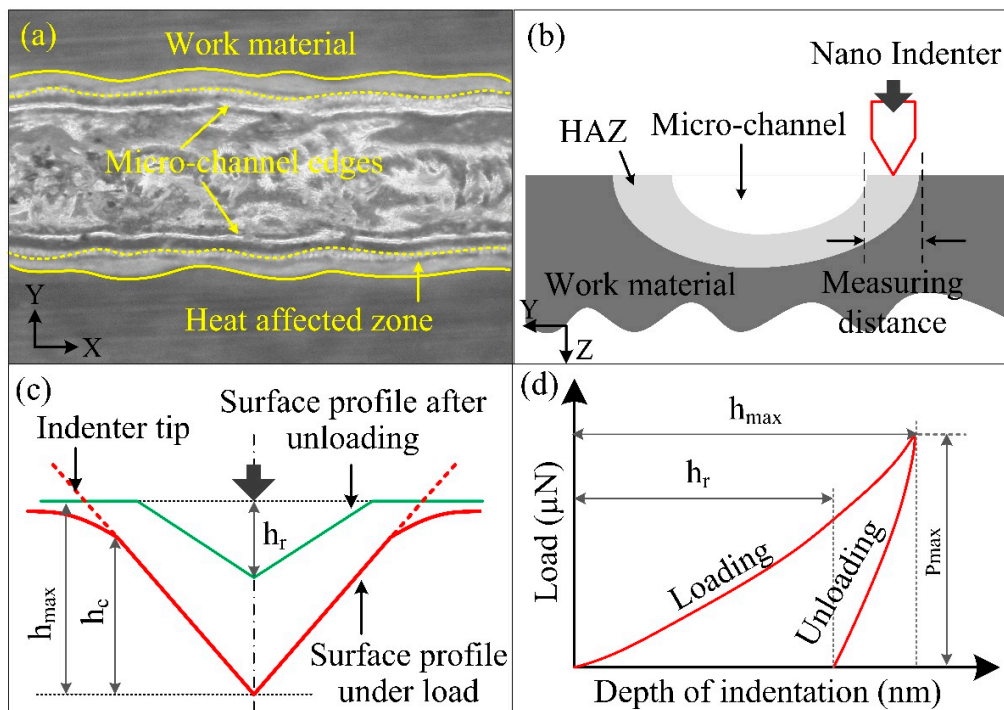 (a)
Work material
Micro-channel edges
Heat affected zone
Y
X
(b)
Nano Indenter
HAZ
Micro-channel
Work material
Measuring
distance
Y
Z
(c)
Indenter tip
Surface profile after
unloading
hr
hmax
hc
Surface profile
under load
(d)
hmax
hr
Load (µN)
Loading
Unloading
Pmax
Depth of indentation (nm)